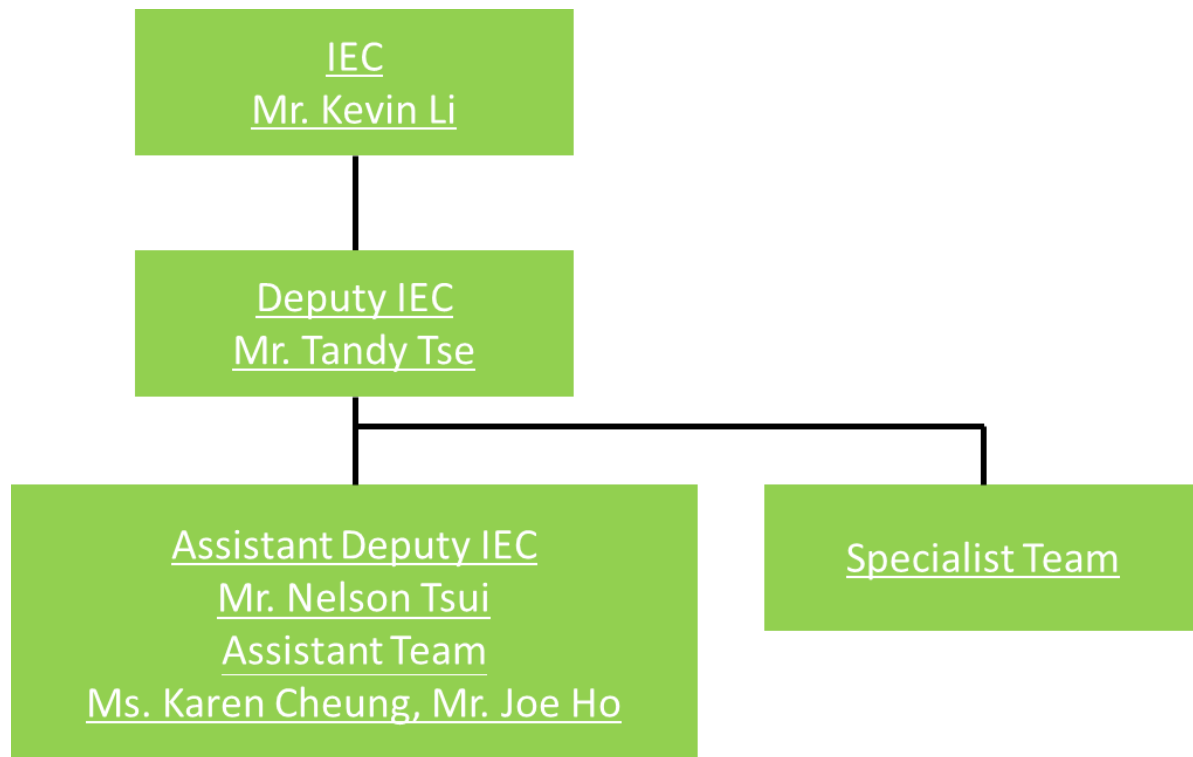 IEC
Mr. Kevin Li
Deputy IEC
Mr. Tandy Tse
Assistant Deputy IEC
Mr. Nelson Tsui
Assistant Team
Ms. Karen Cheung, Mr. Joe Ho
Specialist Team